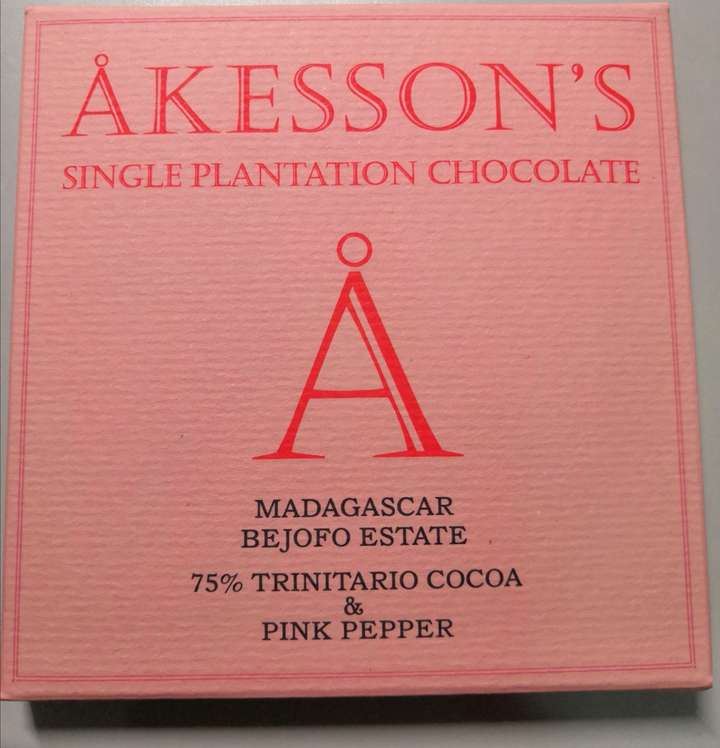 ÅKESSON'S
SINGLE PLANTATION CHOCOLATE
Å
MADAGASCAR
BEJOFO ESTATE
75% TRINITARIO COCOA
&
PINK PEPPER